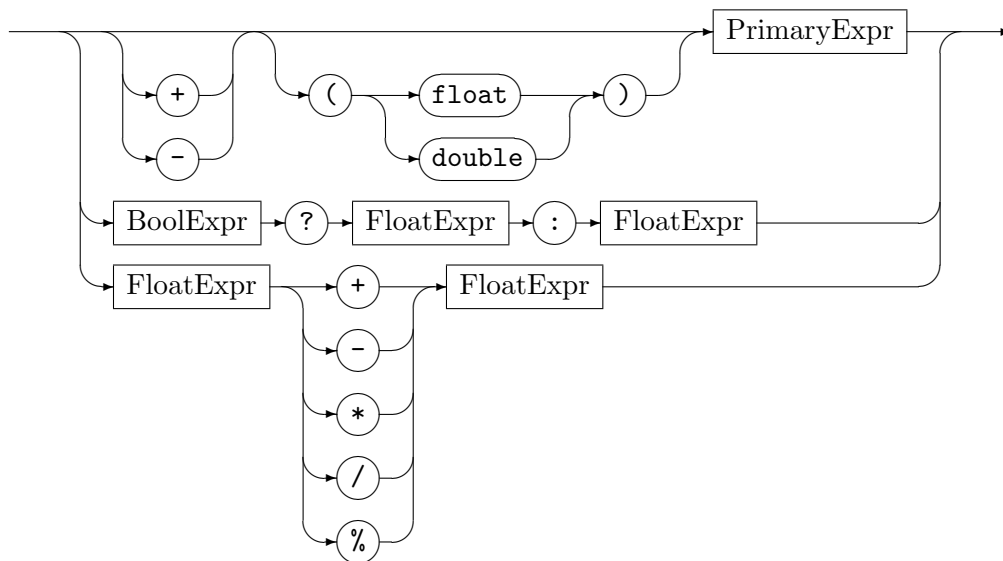 PrimaryExpr
+ ( float )
- double
BoolExpr ? FloatExpr : FloatExpr
FloatExpr + FloatExpr
-
*
/
%